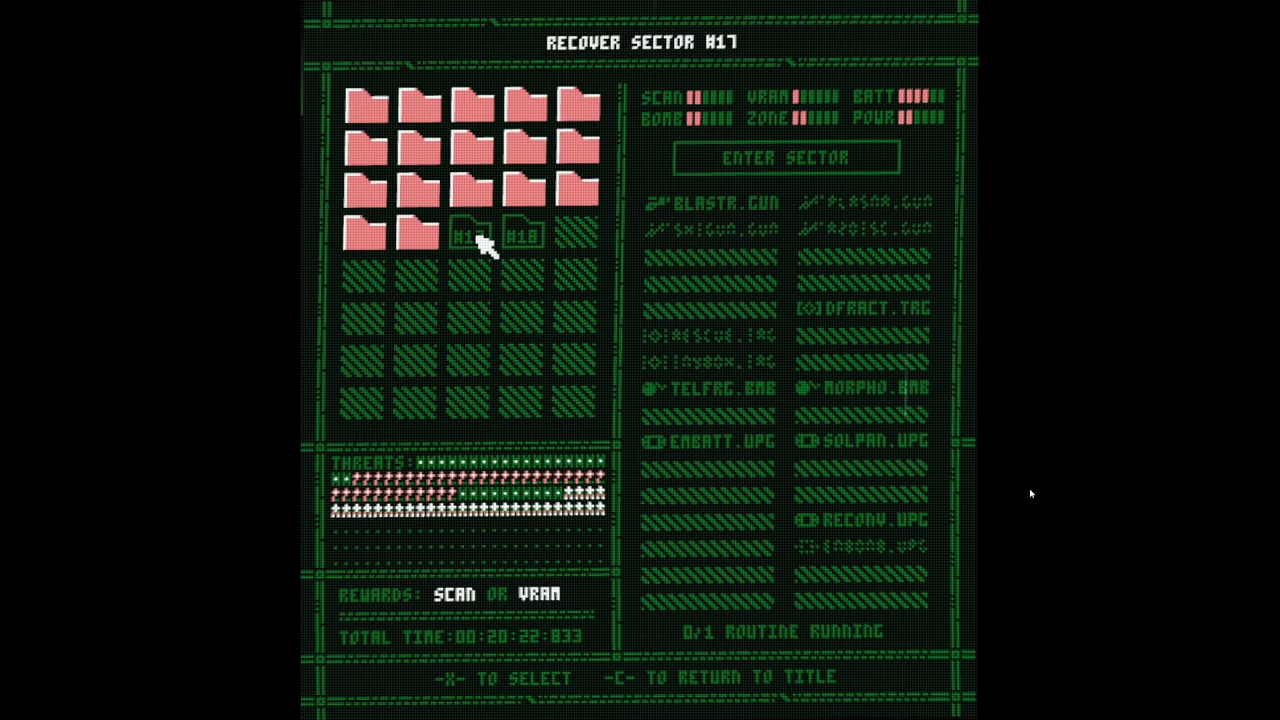 RECOVER SECTOR #17
SCAN VRAM BATT
BOMB ZONE POWR
ENTER SECTOR
#18
BLASTR.GUN
DFRACT.TRG
TELFRG.BMB MORPHO.BMB
EMBATT.UPG SOLPAN.UPG
RECONV.UPG
0/1 ROUTINE RUNNING
THREATS:
REWARDS: SCAN OR VRAM
TOTAL TIME:00:20:22:833
-X- TO SELECT -C- TO RETURN TO TITLE